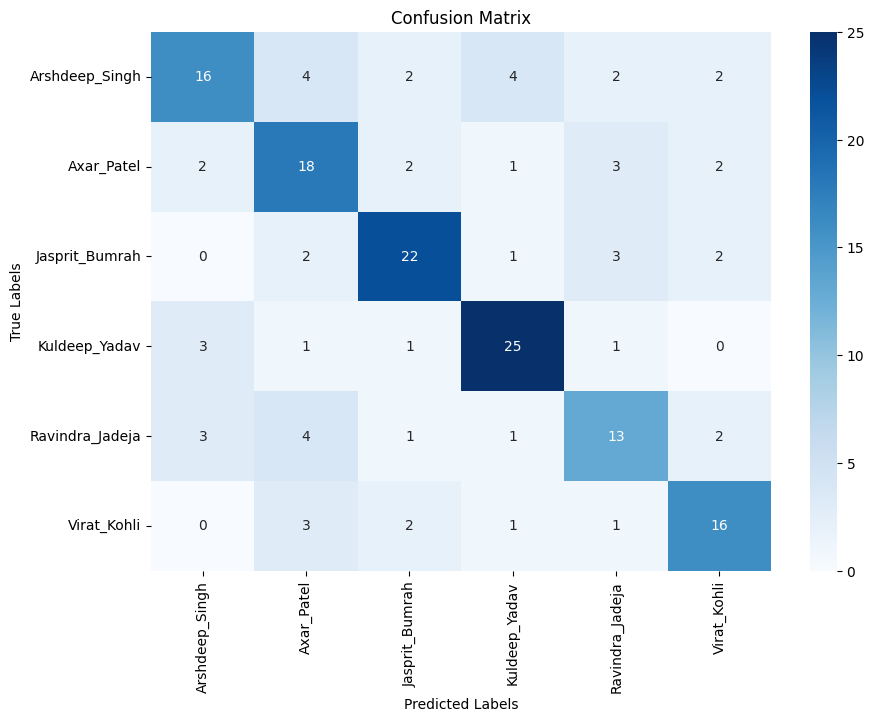 Confusion Matrix
True Labels
Arshdeep_Singh 16 4 2 4 2 2
Axar_Patel 2 18 2 1 3 2
Jasprit_Bumrah 0 2 22 1 3 2
Kuldeep_Yadav 3 1 1 25 1 0
Ravindra_Jadeja 3 4 1 1 13 2
Virat_Kohli 0 3 2 1 1 16
Arshdeep_Singh
Axar_Patel
Jasprit_Bumrah
Kuldeep_Yadav
Ravindra_Jadeja
Virat_Kohli
Predicted Labels
25
20
15
10
5
0